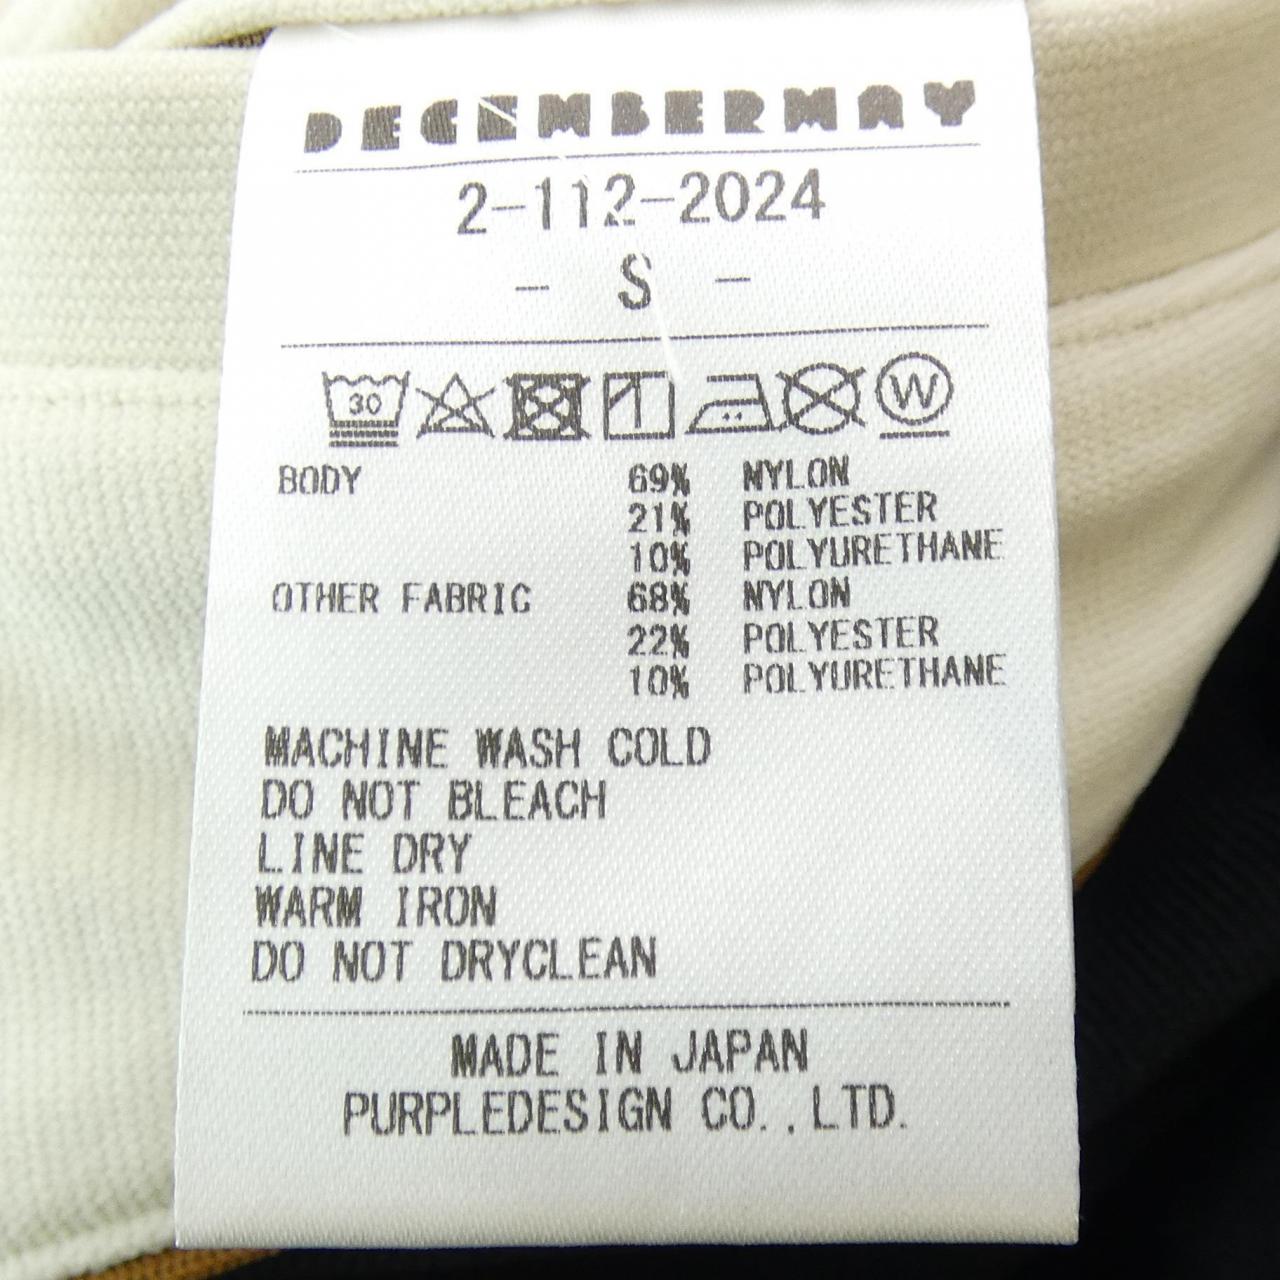 DECEMBERMAY
2-112-2024
- S -
30 W
BODY 69% NYLON
21% POLYESTER
10% POLYURETHANE
OTHER FABRIC 68% NYLON
22% POLYESTER
10% POLYURETHANE
MACHINE WASH COLD
DO NOT BLEACH
LINE DRY
WARM IRON
DO NOT DRYCLEAN
MADE IN JAPAN
PURPLEDESIGN CO.,LTD.